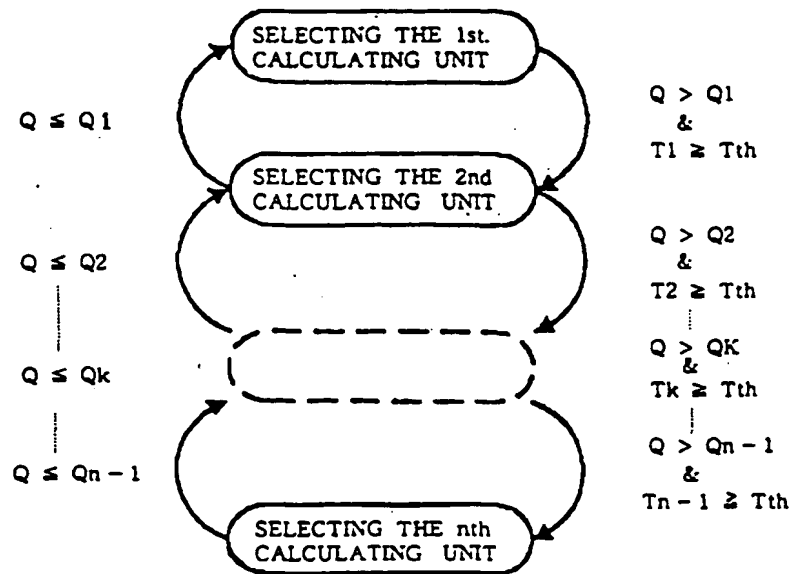 SELECTING THE 1st.
CALCULATING UNIT
Q ≦ Q1
Q > Q1
&
T1 ≧ Tth
SELECTING THE 2nd
CALCULATING UNIT
Q ≦ Q2
Q > Q2
&
T2 ≧ Tth
Q ≦ Qk
Q > QK
&
Tk ≧ Tth
Q ≦ Qn-1
Q > Qn-1
&
Tn-1 ≧ Tth
SELECTING THE nth
CALCULATING UNIT